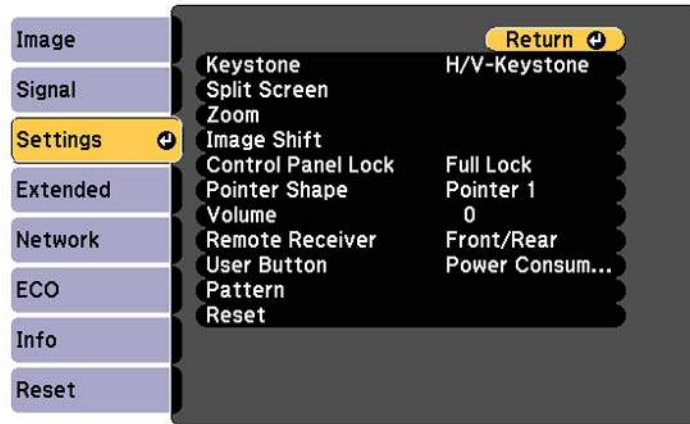 Image
Signal
Settings
Extended
Network
ECO
Info
Reset
Return
Keystone H/V-Keystone
Split Screen
Zoom
Image Shift
Control Panel Lock Full Lock
Pointer Shape Pointer 1
Volume 0
Remote Receiver Front/Rear
User Button Power Consum...
Pattern
Reset